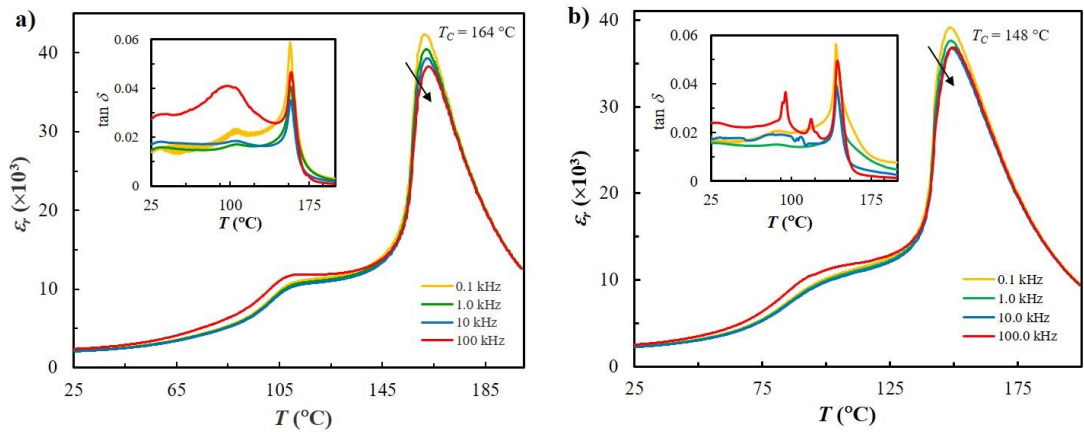 a)
T_C = 164 °C
40
30
20
10
0
ε_r (×10³)
25
65
105
145
185
T (°C)
0.06
0.04
0.02
0
tan δ
25
100
175
T (°C)
0.1 kHz
1.0 kHz
10 kHz
100 kHz
b)
T_C = 148 °C
40
30
20
10
0
ε_r (×10³)
25
75
125
175
T (°C)
0.06
0.04
0.02
0
tan δ
25
100
175
T (°C)
0.1 kHz
1.0 kHz
10.0 kHz
100.0 kHz